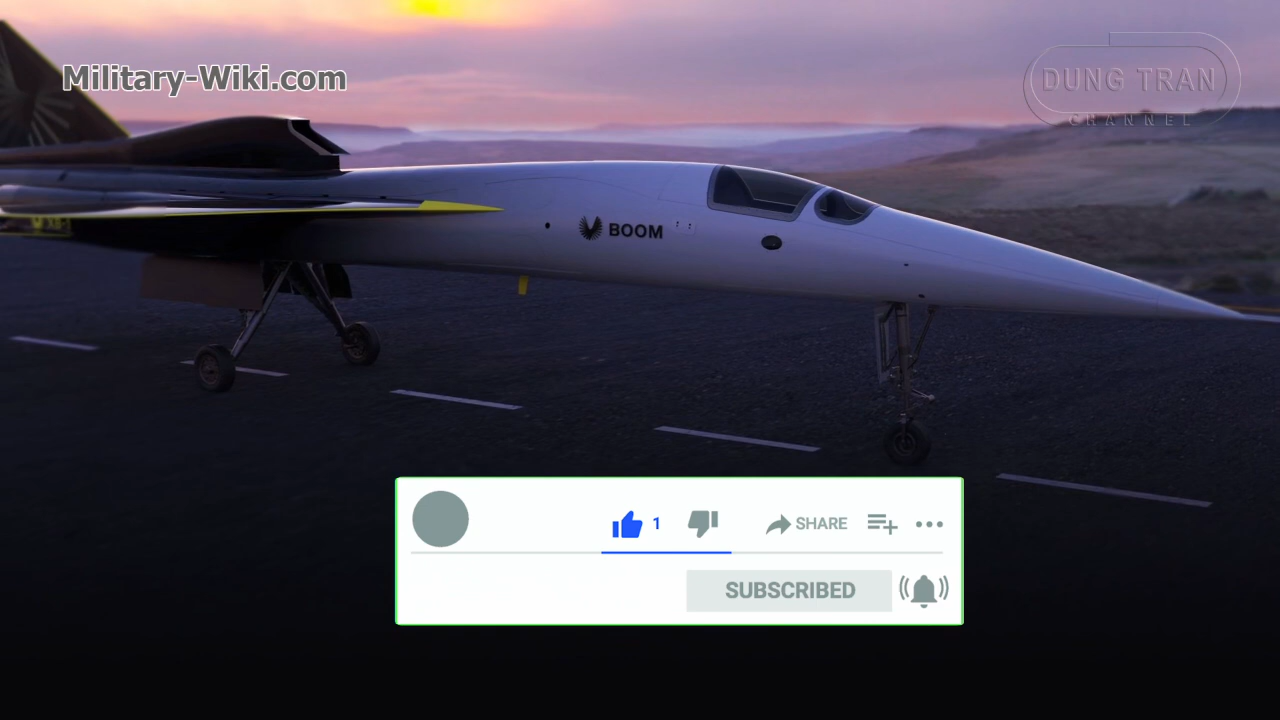 Military-Wiki.com
DUNG TRAN
CHANNEL
BOOM
1
SHARE
SUBSCRIBED